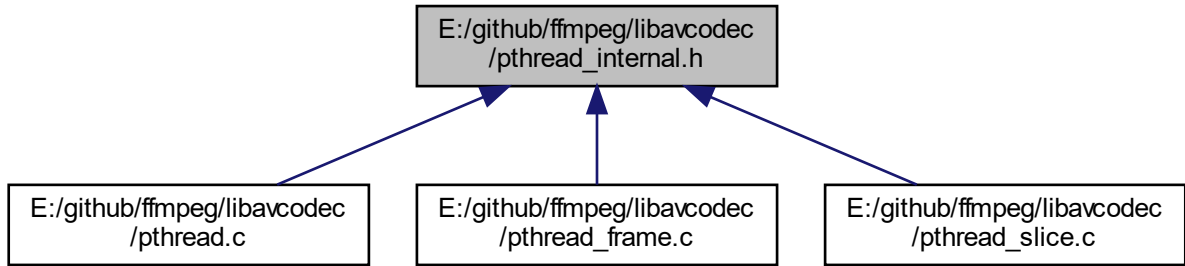 E:/github/ffmpeg/libavcodec
/pthread_internal.h
E:/github/ffmpeg/libavcodec
/pthread.c
E:/github/ffmpeg/libavcodec
/pthread_frame.c
E:/github/ffmpeg/libavcodec
/pthread_slice.c